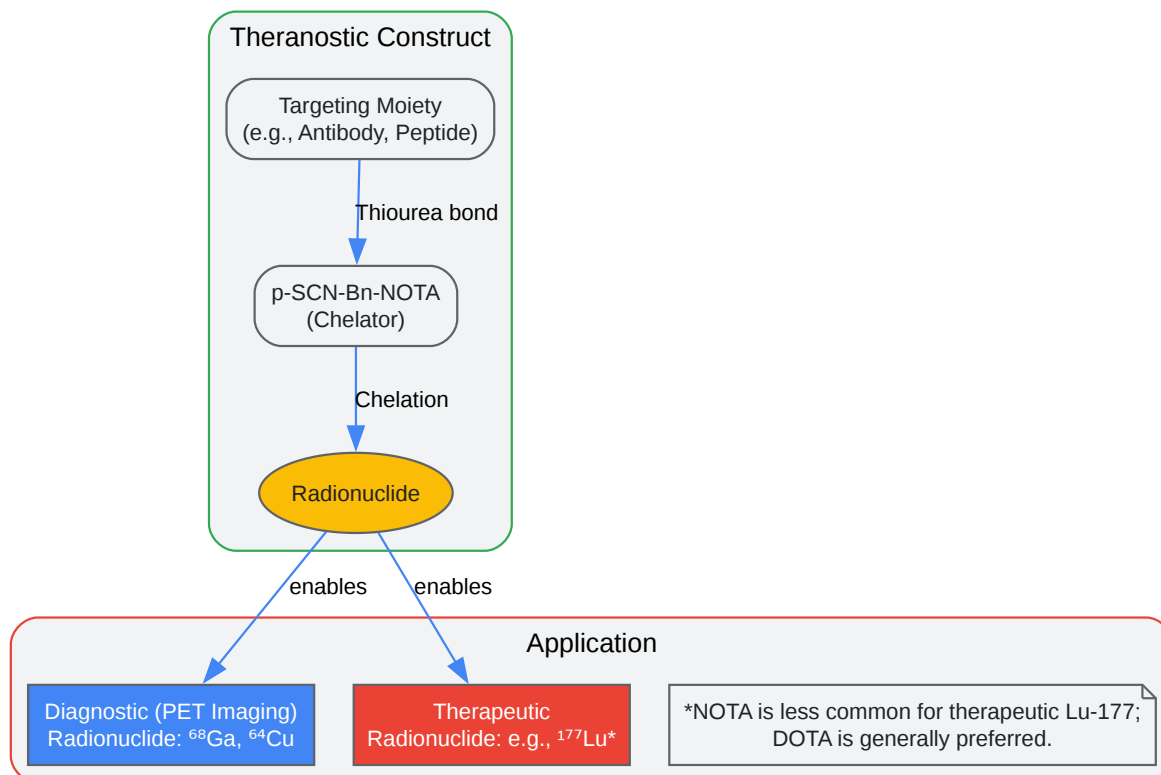 Theranostic Construct
Targeting Moiety
(e.g., Antibody, Peptide)
Thiourea bond
p-SCN-Bn-NOTA
(Chelator)
Chelation
Radionuclide
enables
enables
Application
Diagnostic (PET Imaging)
Radionuclide: ⁶⁸Ga, ⁶⁴Cu
Therapeutic
Radionuclide: e.g., ¹⁷⁷Lu*
*NOTA is less common for therapeutic Lu-177;
DOTA is generally preferred.